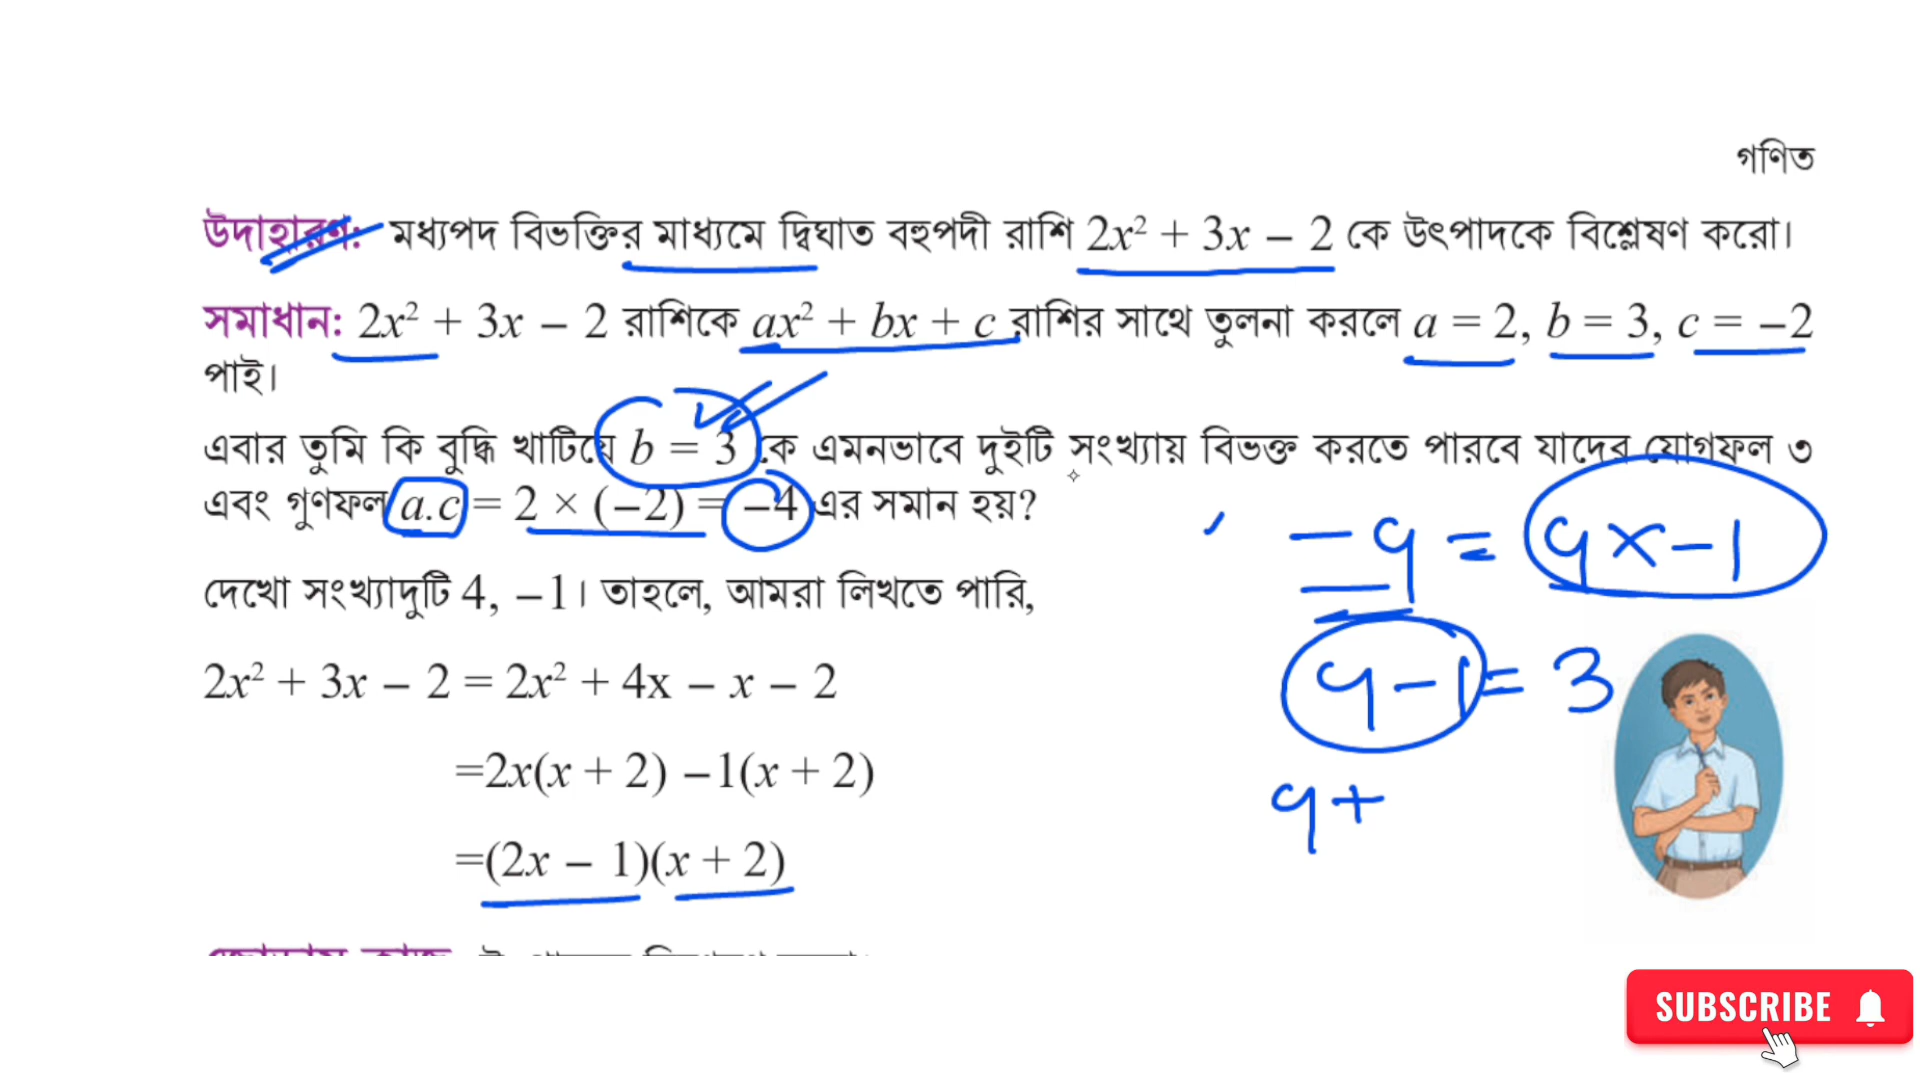 গণিত
উদাহারণ: মধ্যপদ বিভক্তির মাধ্যমে দ্বিঘাত বহুপদী রাশি 2x² + 3x – 2 কে উৎপাদকে বিশ্লেষণ করো।
সমাধান: 2x² + 3x – 2 রাশিকে ax² + bx + c রাশির সাথে তুলনা করলে a = 2, b = 3, c = –2
পাই।
এবার তুমি কি বুদ্ধি খাটিয়ে b = 3 কে এমনভাবে দুইটি সংখ্যায় বিভক্ত করতে পারবে যাদের যোগফল ৩
এবং গুণফল a.c = 2 × (–2) = –4 এর সমান হয়?
–4 = 4x–1
দেখো সংখ্যাদুটি 4, –1। তাহলে, আমরা লিখতে পারি,
2x² + 3x – 2 = 2x² + 4x – x – 2
4–1 = 3
=2x(x + 2) –1(x + 2)
4+
=(2x – 1)(x + 2)
SUBSCRIBE